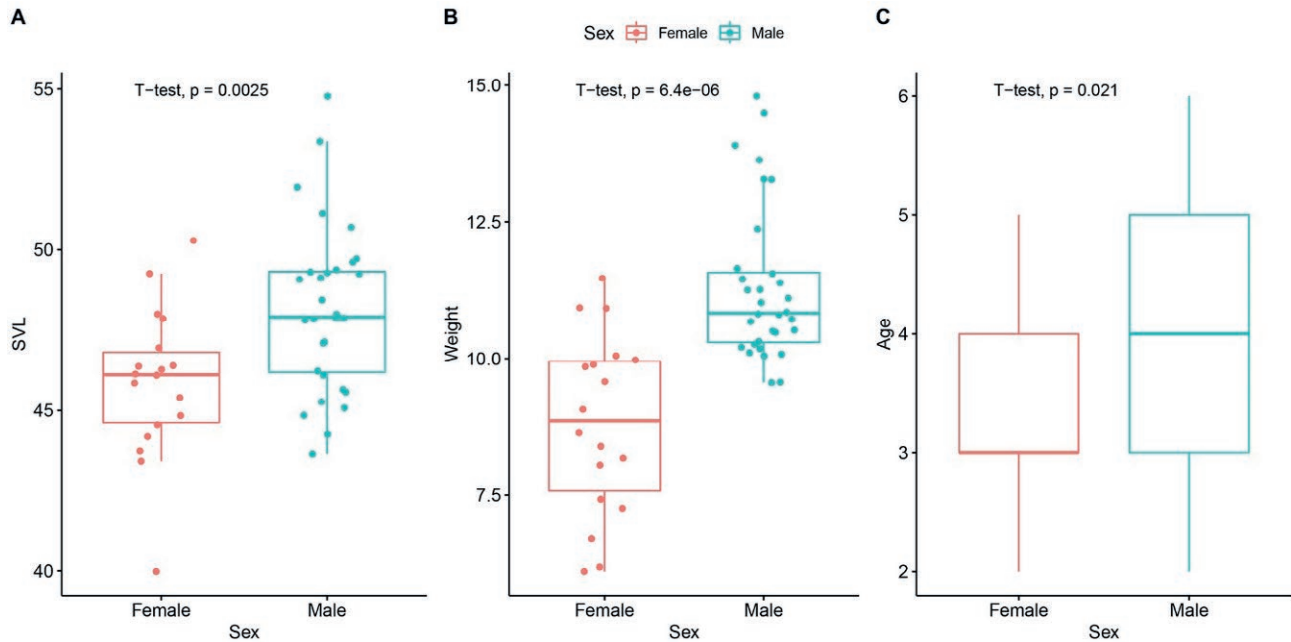 A
T-test, p = 0.0025
55
50
45
40
SVL
Female Male
Sex
B
Sex Female Male
T-test, p = 6.4e-06
15.0
12.5
10.0
7.5
Weight
Female Male
Sex
C
T-test, p = 0.021
6
5
4
3
2
Age
Female Male
Sex